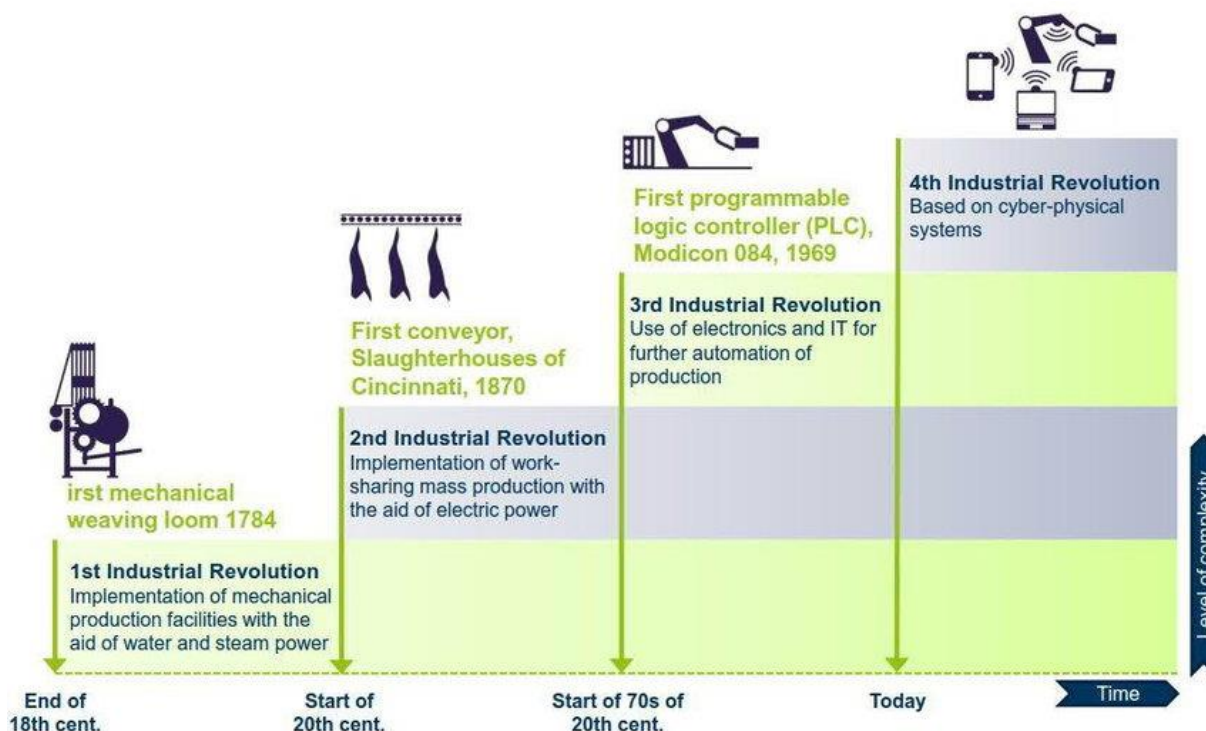 4th Industrial Revolution
Based on cyber-physical
systems
First programmable
logic controller (PLC),
Modicon 084, 1969
3rd Industrial Revolution
Use of electronics and IT for
further automation of
production
First conveyor,
Slaughterhouses of
Cincinnati, 1870
2nd Industrial Revolution
Implementation of work-
sharing mass production with
the aid of electric power
irst mechanical
weaving loom 1784
1st Industrial Revolution
Implementation of mechanical
production facilities with the
aid of water and steam power
Level of complexity
Time
End of
18th cent.
Start of
20th cent.
Start of 70s of
20th cent.
Today